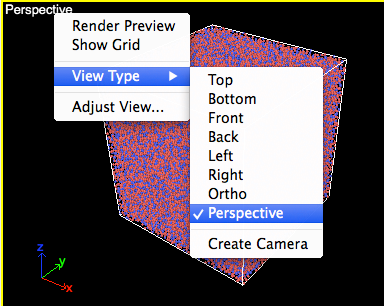 Perspective
Render Preview
Show Grid
View Type
Adjust View...
Top
Bottom
Front
Back
Left
Right
Ortho
Perspective
Create Camera
z
y
x